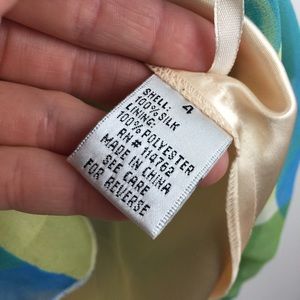 4
SHELL:
100% SILK
LINING:
100% POLYESTER
RN# 114762
MADE IN CHINA
SEE CARE
FOR REVERSE